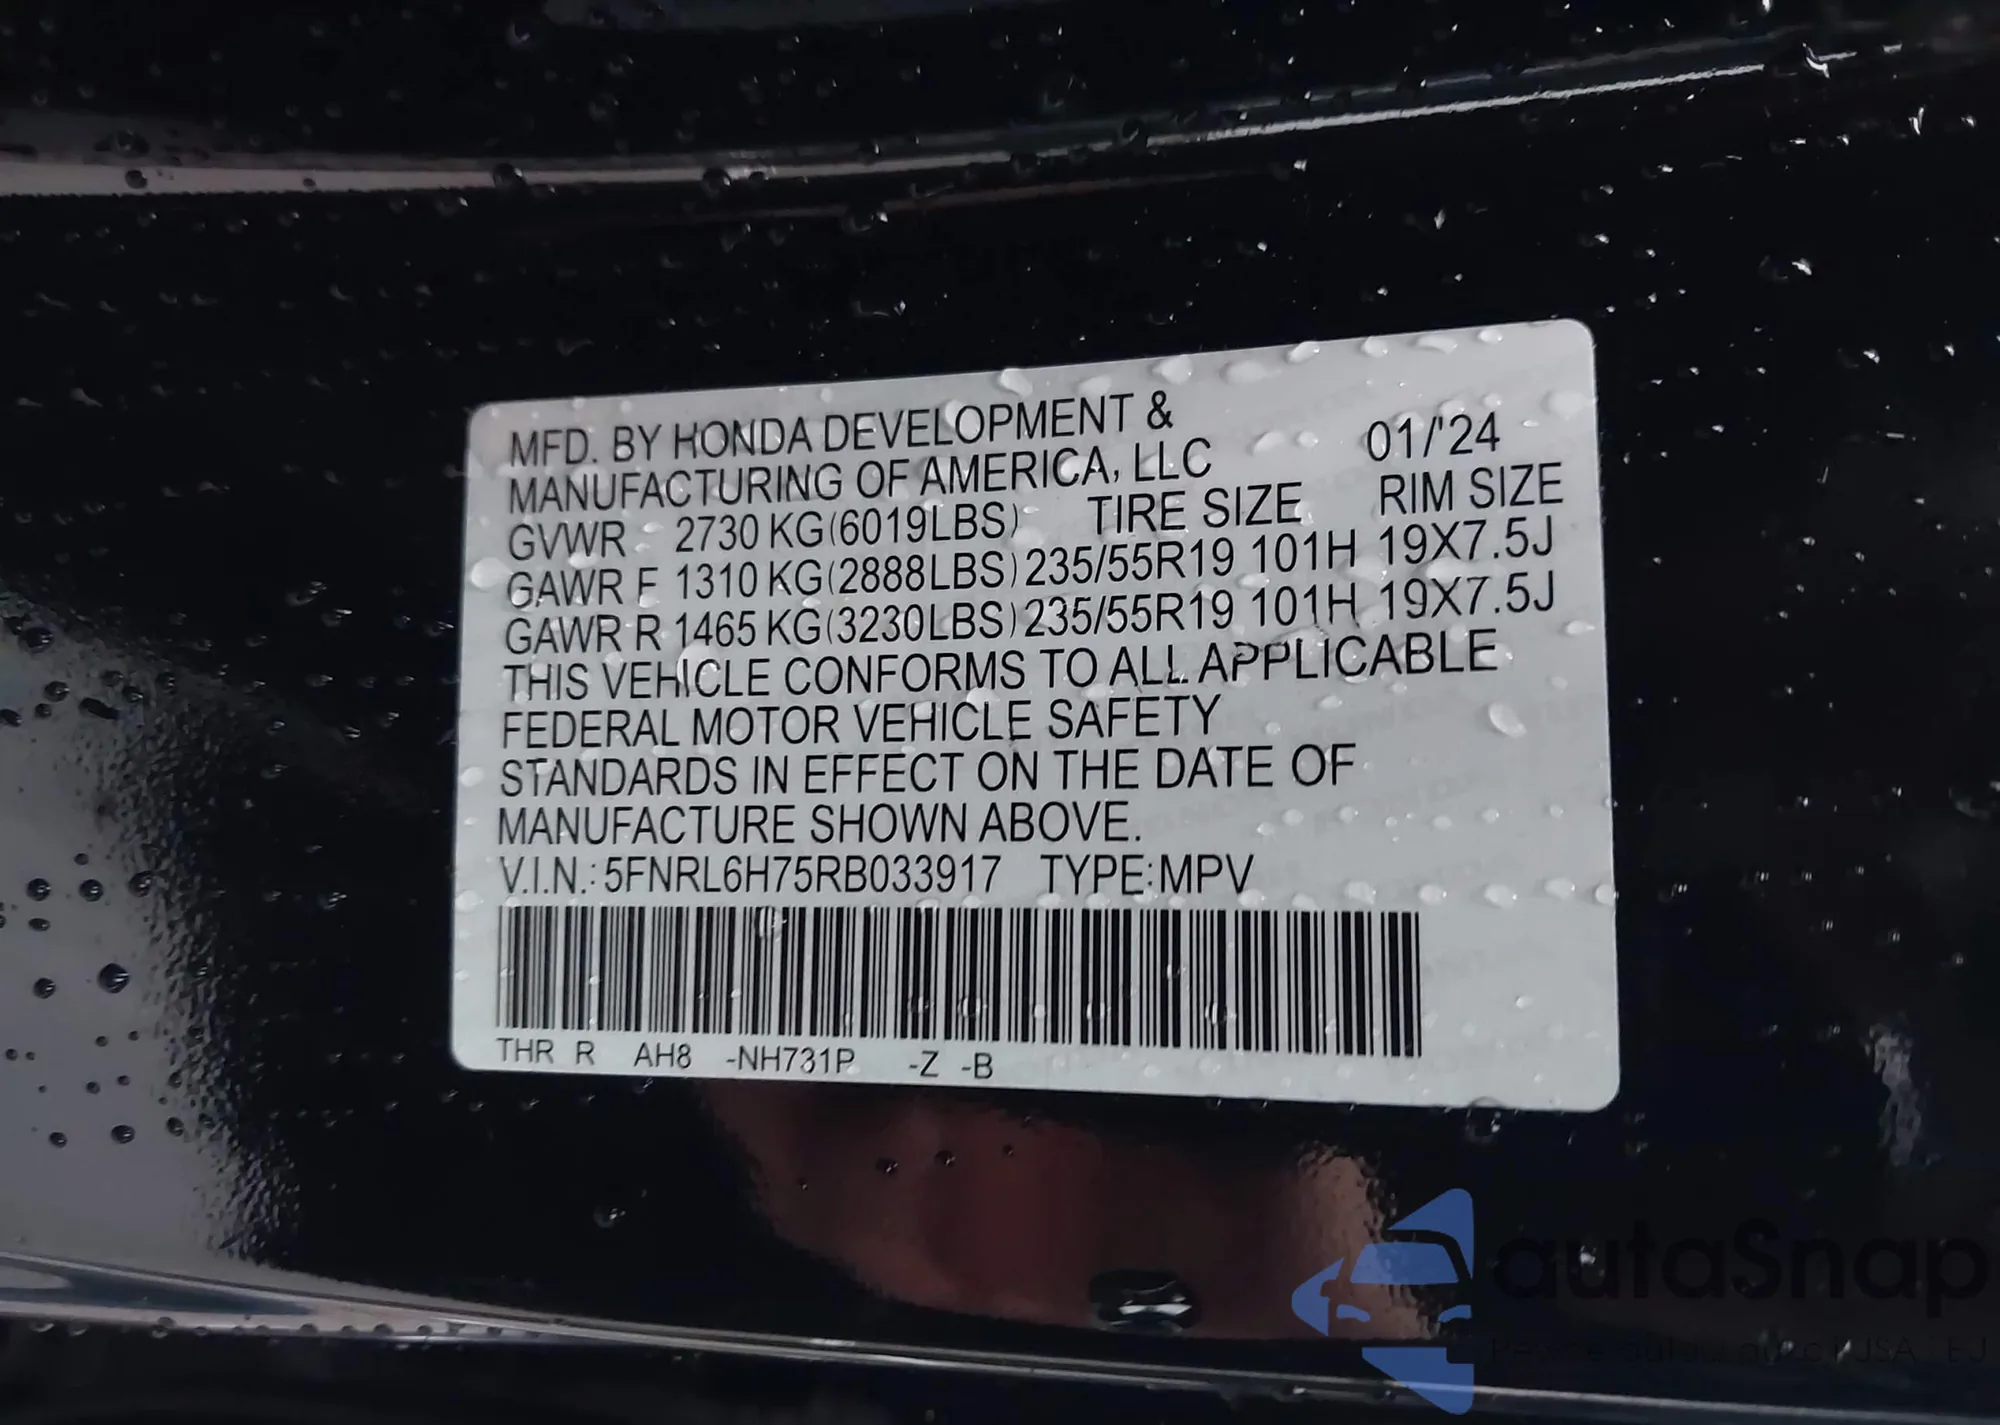 MFD. BY HONDA DEVELOPMENT &
MANUFACTURING OF AMERICA, LLC 01/'24
GVWR 2730 KG(6019LBS) TIRE SIZE RIM SIZE
GAWR F 1310 KG(2888LBS) 235/55R19 101H 19X7.5J
GAWR R 1465 KG(3230LBS) 235/55R19 101H 19X7.5J
THIS VEHICLE CONFORMS TO ALL APPLICABLE
FEDERAL MOTOR VEHICLE SAFETY
STANDARDS IN EFFECT ON THE DATE OF
MANUFACTURE SHOWN ABOVE.
V.I.N.: 5FNRL6H75RB033917 TYPE: MPV
THR R AH8 -NH731P -Z -B
autaSnap